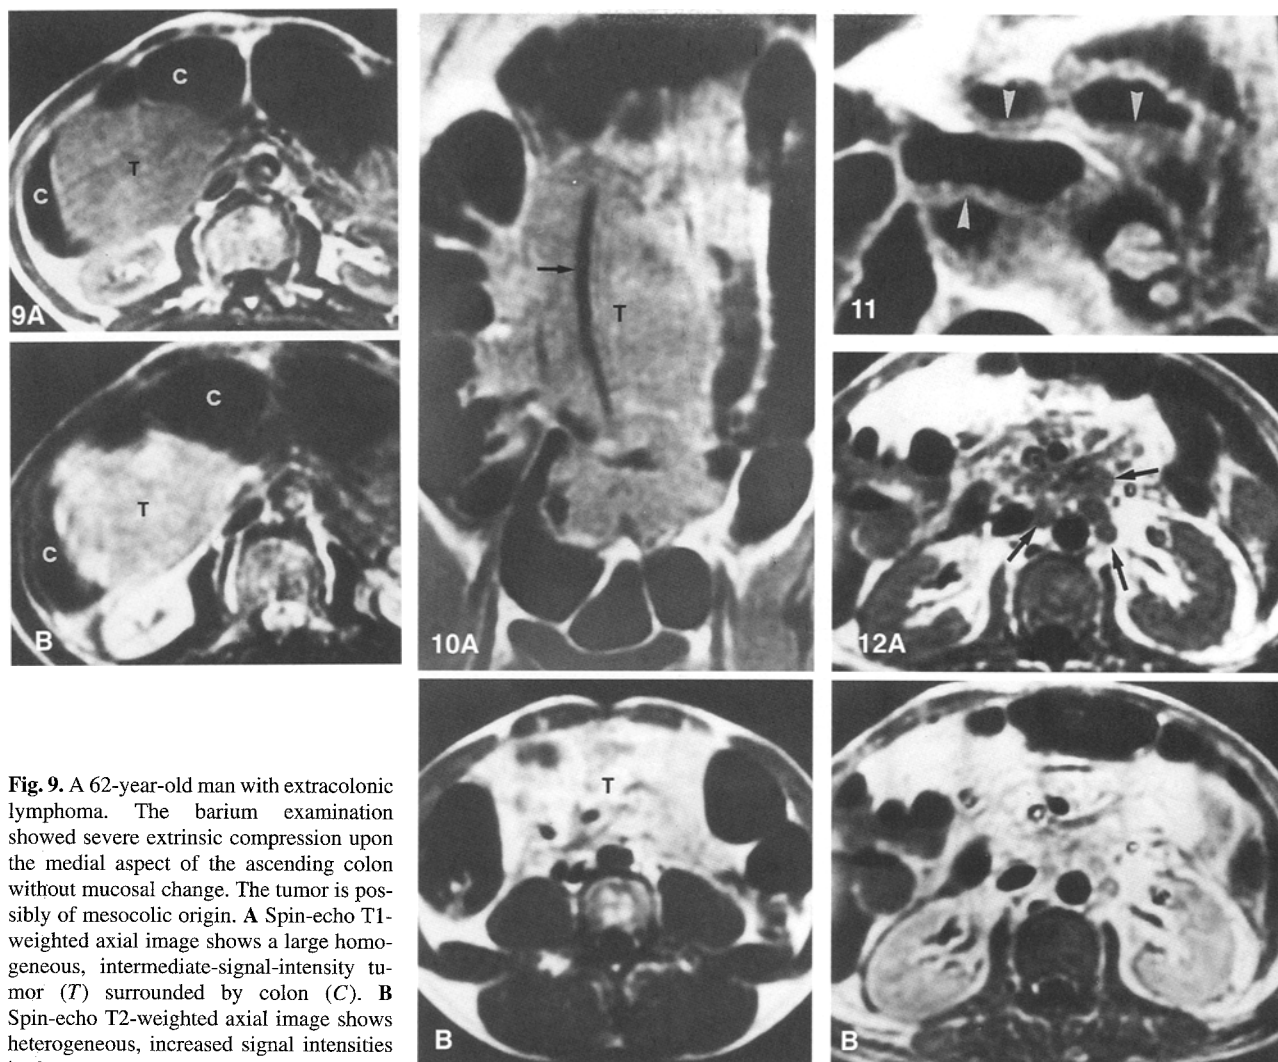 C
C
T
9A
C
C
T
B
T
10A
T
B
11
12A
B
Fig. 9. A 62-year-old man with extracolonic
lymphoma. The barium examination
showed severe extrinsic compression upon
the medial aspect of the ascending colon
without mucosal change. The tumor is pos-
sibly of mesocolic origin. A Spin-echo T1-
weighted axial image shows a large homo-
geneous, intermediate-signal-intensity tu-
mor (T) surrounded by colon (C). B
Spin-echo T2-weighted axial image shows
heterogeneous, increased signal intensities